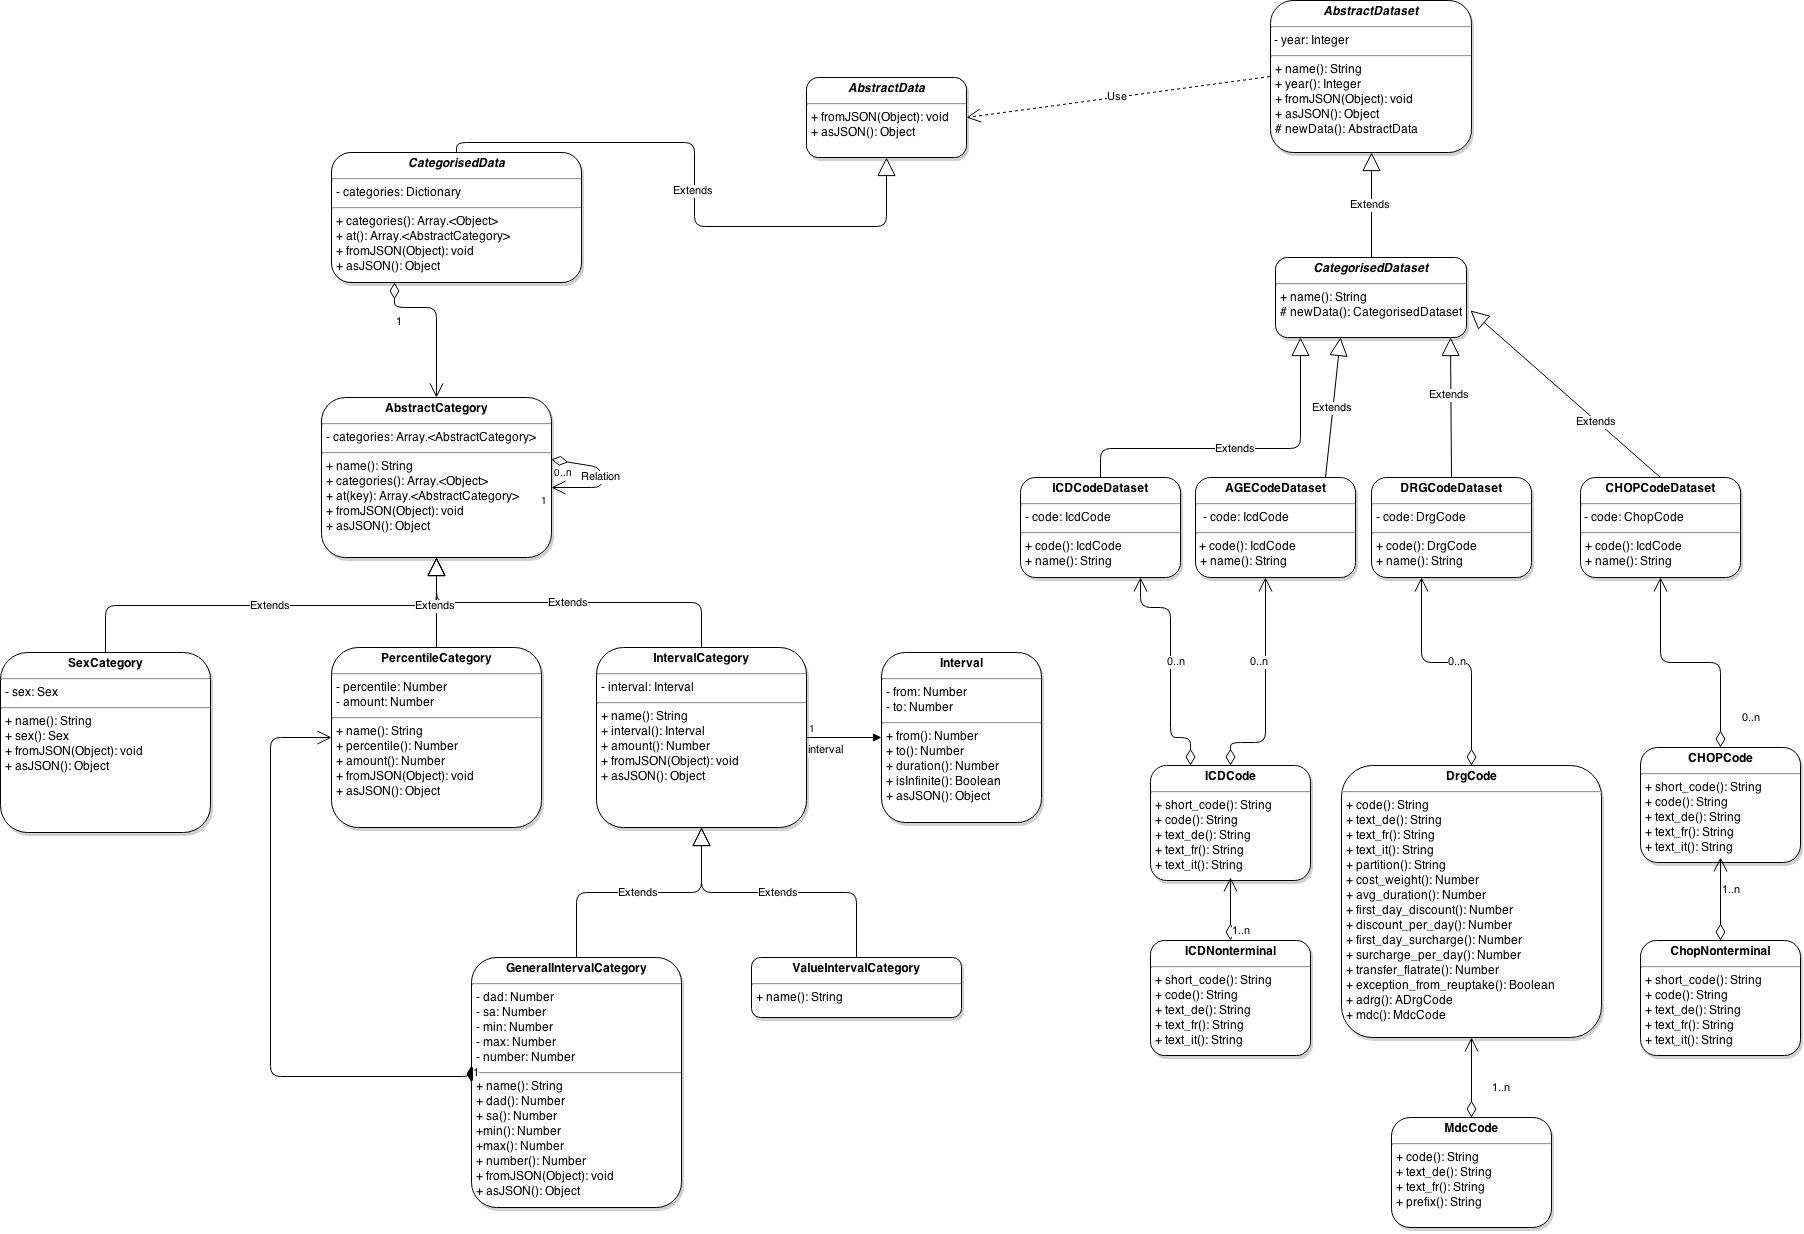 AbstractDataset
- year: Integer
+ name(): String
+ year(): Integer
+ fromJSON(Object): void
+ asJSON(): Object
# newData(): AbstractData
Use
AbstractData
+ fromJSON(Object): void
+ asJSON(): Object
Extends
CategorisedData
- categories: Dictionary
+ categories(): Array.<Object>
+ at(): Array.<AbstractCategory>
+ fromJSON(Object): void
+ asJSON(): Object
1
Extends
CategorisedDataset
+ name(): String
# newData(): CategorisedDataset
Extends
Extends
Extends
Extends
AbstractCategory
- categories: Array.<AbstractCategory>
+ name(): String
+ categories(): Array.<Object>
+ at(key): Array.<AbstractCategory>
+ fromJSON(Object): void
+ asJSON(): Object
0..n
Relation
1
ICDCodeDataset
- code: IcdCode
+ code(): IcdCode
+ name(): String
AGECodeDataset
- code: IcdCode
+ code(): IcdCode
+ name(): String
DRGCodeDataset
- code: DrgCode
+ code(): DrgCode
+ name(): String
CHOPCodeDataset
- code: ChopCode
+ code(): IcdCode
+ name(): String
Extends
Extends
Extends
SexCategory
- sex: Sex
+ name(): String
+ sex(): Sex
+ fromJSON(Object): void
+ asJSON(): Object
PercentileCategory
- percentile: Number
- amount: Number
+ name(): String
+ percentile(): Number
+ amount(): Number
+ fromJSON(Object): void
+ asJSON(): Object
IntervalCategory
- interval: Interval
+ name(): String
+ interval(): Interval
+ amount(): Number
+ fromJSON(Object): void
+ asJSON(): Object
1
interval
Interval
- from: Number
- to: Number
+ from(): Number
+ to(): Number
+ duration(): Number
+ isInfinite(): Boolean
+ asJSON(): Object
0..n
0..n
0..n
0..n
ICDCode
+ short_code(): String
+ code(): String
+ text_de(): String
+ text_fr(): String
+ text_it(): String
DrgCode
+ code(): String
+ text_de(): String
+ text_fr(): String
+ text_it(): String
+ partition(): String
+ cost_weight(): Number
+ avg_duration(): Number
+ first_day_discount(): Number
+ discount_per_day(): Number
+ first_day_surcharge(): Number
+ surcharge_per_day(): Number
+ transfer_flatrate(): Number
+ exception_from_reuptake(): Boolean
+ adrg(): ADrgCode
+ mdc(): MdcCode
CHOPCode
+ short_code(): String
+ code(): String
+ text_de(): String
+ text_fr(): String
+ text_it(): String
Extends
Extends
1..n
1..n
GeneralIntervalCategory
- dad: Number
- sa: Number
- min: Number
- max: Number
- number: Number
1
+ name(): String
+ dad(): Number
+ sa(): Number
+min(): Number
+max(): Number
+ number(): Number
+ fromJSON(Object): void
+ asJSON(): Object
ValueIntervalCategory
+ name(): String
ICDNonterminal
+ short_code(): String
+ code(): String
+ text_de(): String
+ text_fr(): String
+ text_it(): String
ChopNonterminal
+ short_code(): String
+ code(): String
+ text_de(): String
+ text_fr(): String
+ text_it(): String
1..n
MdcCode
+ code(): String
+ text_de(): String
+ text_fr(): String
+ prefix(): String